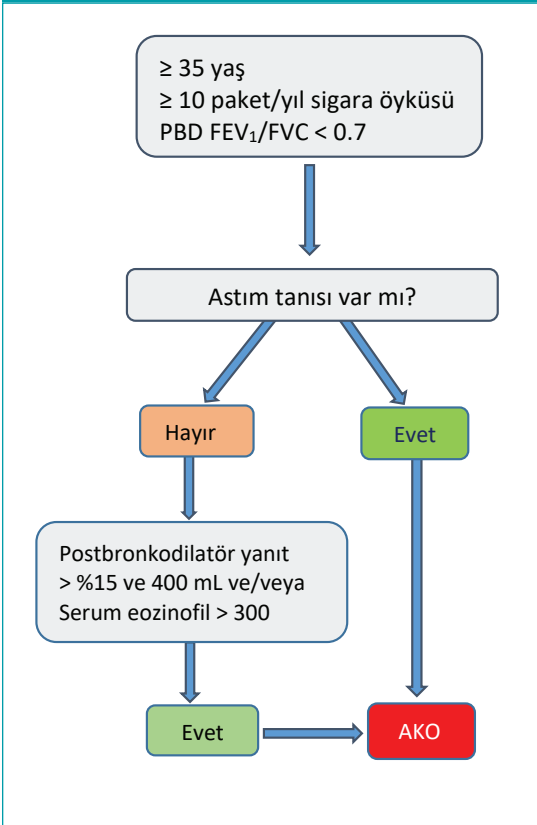 ≥ 35 yaş
≥ 10 paket/yıl sigara öyküsü
PBD FEV₁/FVC < 0.7
Astım tanısı var mı?
Hayır
Evet
Postbronkodilatör yanıt
> %15 ve 400 mL ve/veya
Serum eozinofil > 300
Evet
AKO